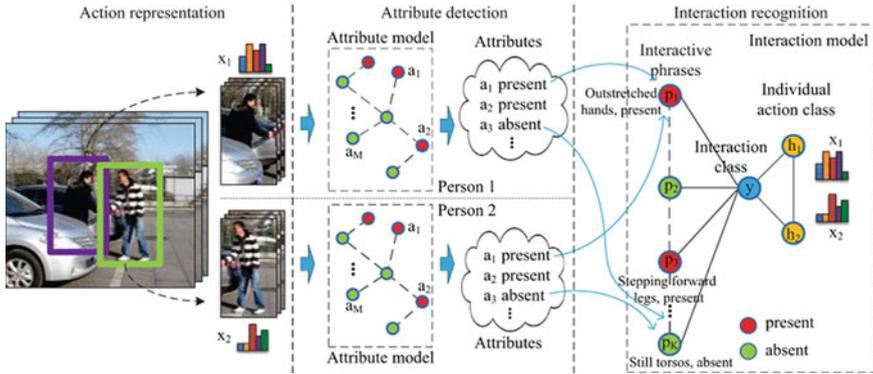 Action representation
Attribute detection
Interaction recognition
x1
Attribute model
a1
a2
aM
Person 1
Attributes
a1 present
a2 present
a3 absent
Interaction model
Interactive
phrases
p1
Outstretched
hands, present
p2
p3
Stepping forward
legs, present
pK
Still torsos, absent
Interaction
class
y
Individual
action class
h1
h2
x1
x2
present
absent
x2
Person 2
a1
a2
aM
Attribute model
a1 present
a2 present
a3 absent
Attributes